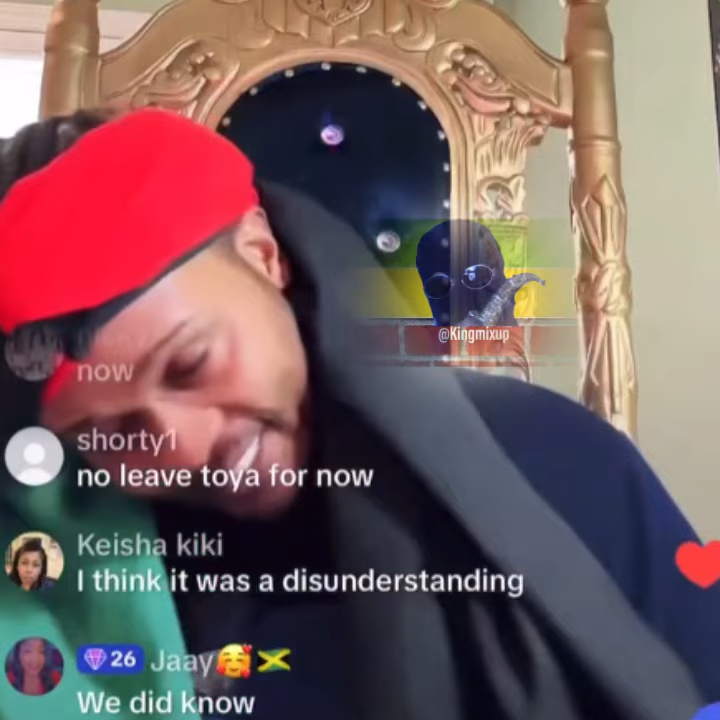 @Kingmixup
now
shorty1
no leave toya for now
Keisha kiki
I think it was a disunderstanding
26 Jaay🥰🇯🇲
We did know